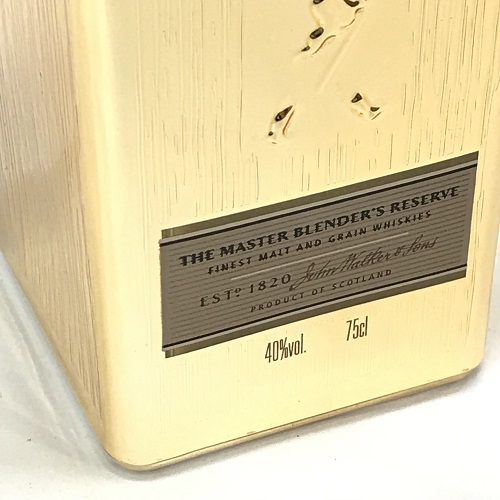 THE MASTER BLENDER'S RESERVE
FINEST MALT AND GRAIN WHISKIES
ESTº 1820 John Walker & Sons
PRODUCT OF SCOTLAND
40%vol. 75cl